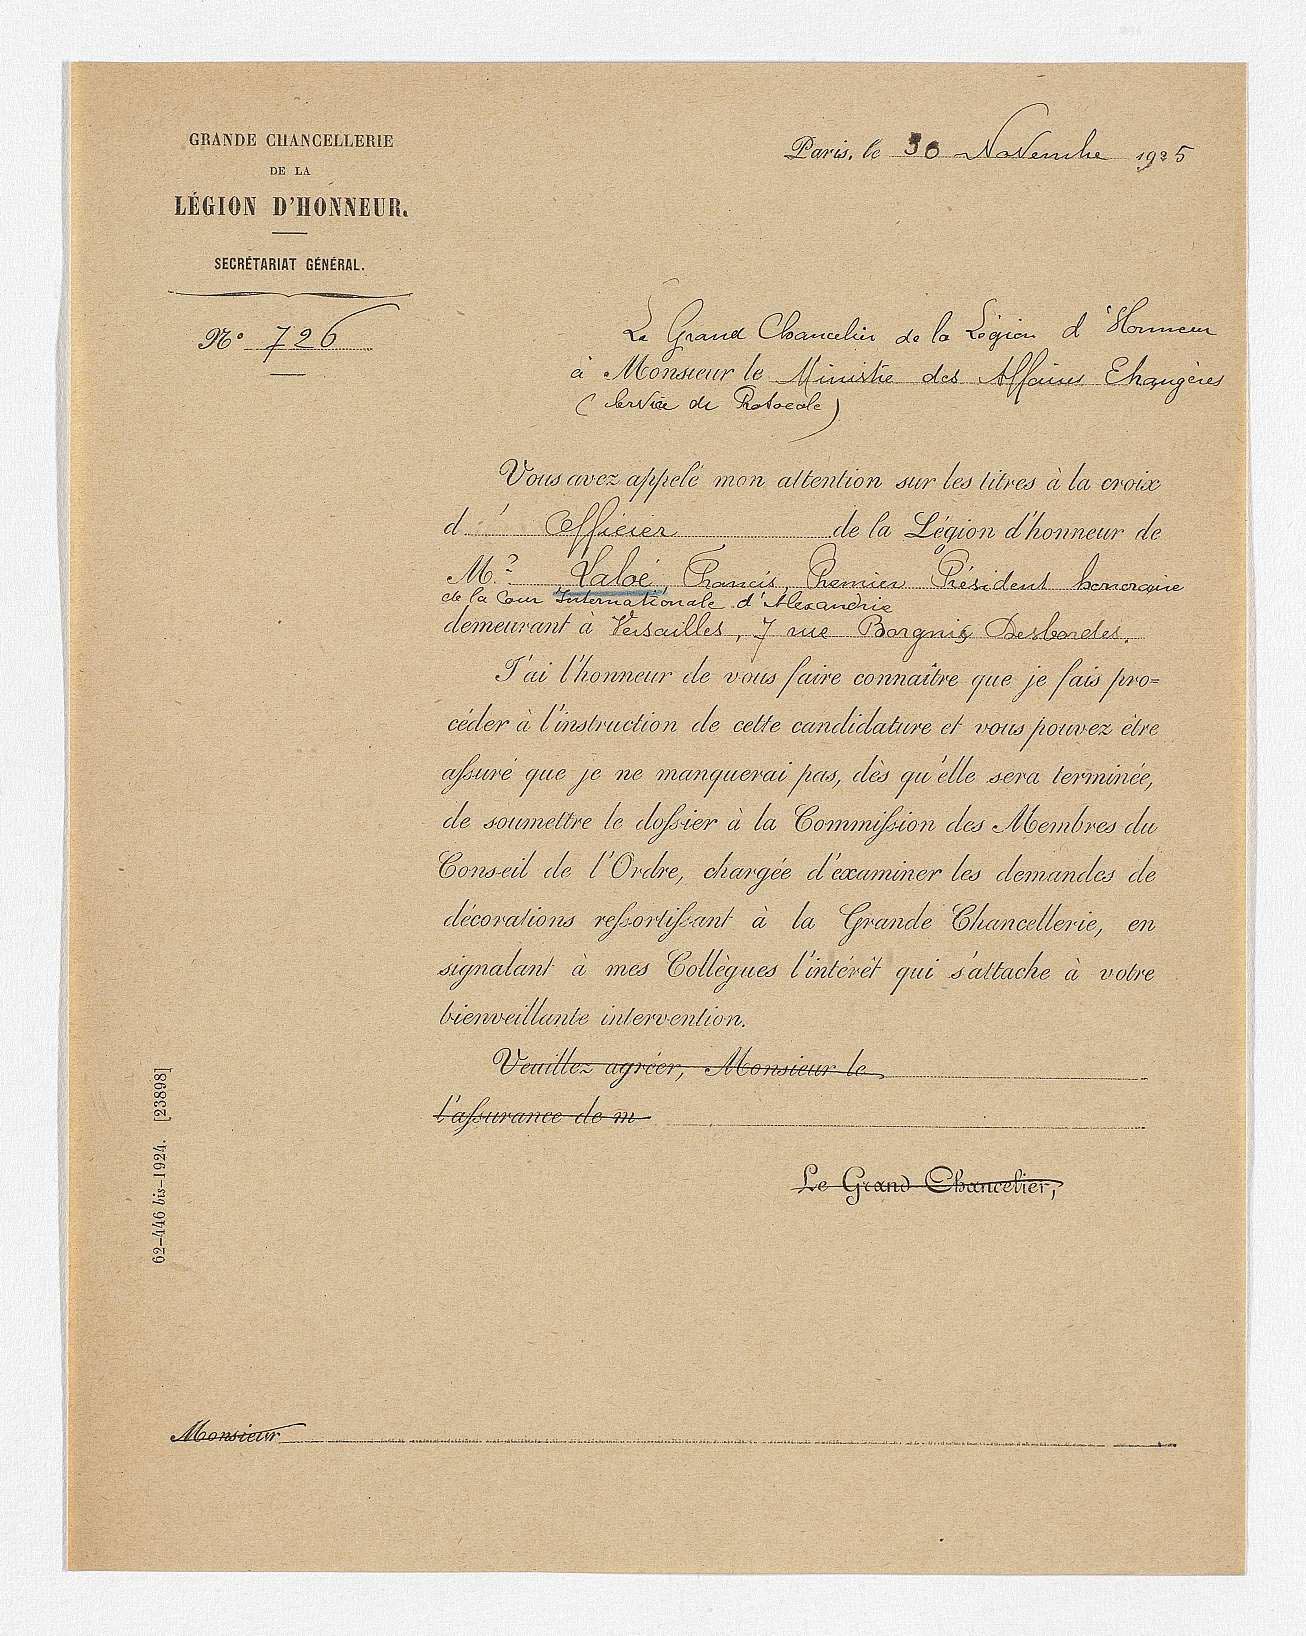 GRANDE CHANCELLERIE
DE LA
LÉGION D'HONNEUR.
SECRÉTARIAT GÉNÉRAL.
N° 726
Paris, le 30 Novembre 1925
Le Grand Chancelier de la Légion d'Honneur
à Monsieur le Ministre des Affaires Etrangères
(Service du Protocole)
Vous avez appelé mon attention sur les titres à la croix
d' Officier de la Légion d'honneur de
M. Laloé, Francis, Premier Président honoraire
de la Cour Internationale d'Alexandrie
demeurant à Versailles, 7 rue Borgnis Desbordes.
J'ai l'honneur de vous faire connaître que je fais pro=
céder à l'instruction de cette candidature et vous pouvez être
assuré que je ne manquerai pas, dès qu'elle sera terminée,
de soumettre le dossier à la Commission des Membres du
Conseil de l'Ordre, chargée d'examiner les demandes de
décorations ressortissant à la Grande Chancellerie, en
signalant à mes Collègues l'intérêt qui s'attache à votre
bienveillante intervention.
Veuillez agréer, Monsieur le
l'assurance de m
Le Grand Chancelier,
62-446 bis-1924. [23898]
Monsieur